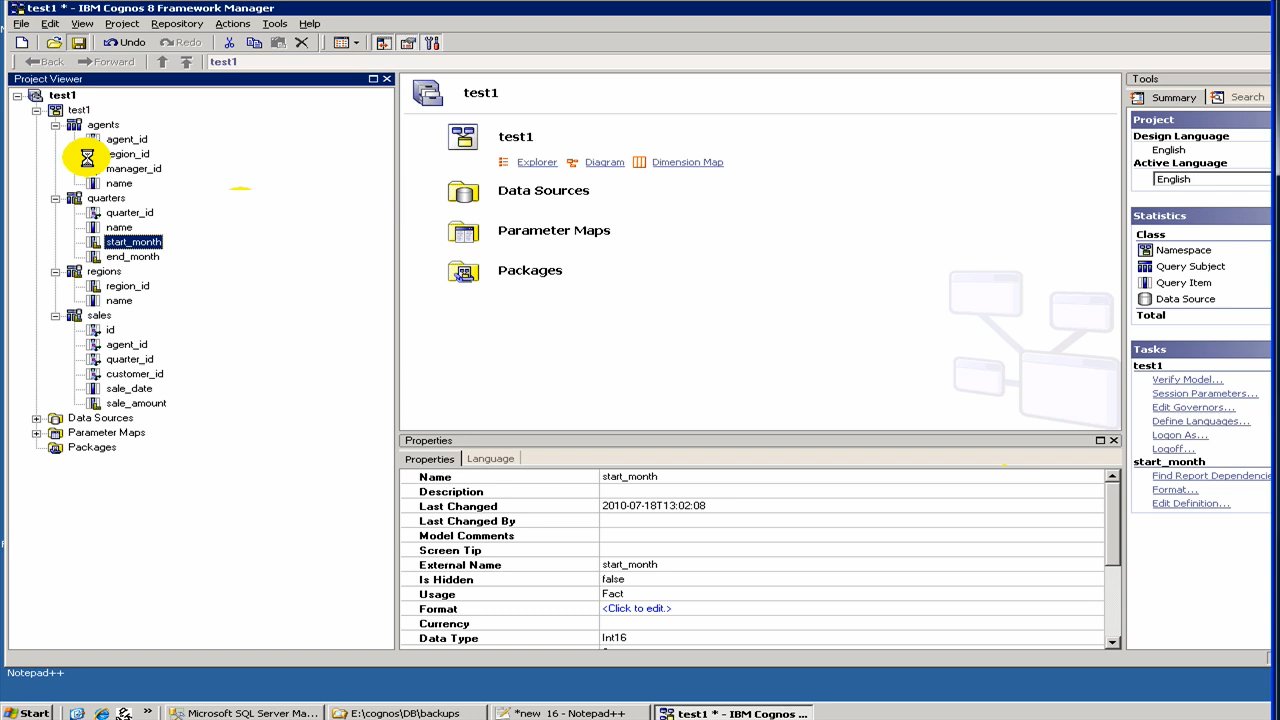 test1 * - IBM Cognos 8 Framework Manager
File Edit View Project Repository Actions Tools Help
Undo Redo
Back Forward test1
Project Viewer
test1
test1
agents
agent_id
region_id
manager_id
name
quarters
quarter_id
name
start_month
end_month
regions
region_id
name
sales
id
agent_id
quarter_id
customer_id
sale_date
sale_amount
Data Sources
Parameter Maps
Packages
test1
test1
Explorer Diagram Dimension Map
Data Sources
Parameter Maps
Packages
Properties
Properties Language
Name start_month
Description
Last Changed 2010-07-18T13:02:08
Last Changed By
Model Comments
Screen Tip
External Name start_month
Is Hidden false
Usage Fact
Format <Click to edit.>
Currency
Data Type Int16
Tools
Summary Search
Project
Design Language
English
Active Language
English
Statistics
Class
Namespace
Query Subject
Query Item
Data Source
Total
Tasks
test1
Verify Model...
Session Parameters...
Edit Governors...
Define Languages...
Logon As...
Logoff...
start_month
Find Report Dependencie
Format...
Edit Definition...
Notepad++
Start » Microsoft SQL Server Ma... E:\cognos\DB\backups *new 16 - Notepad++ test1 * - IBM Cognos ...